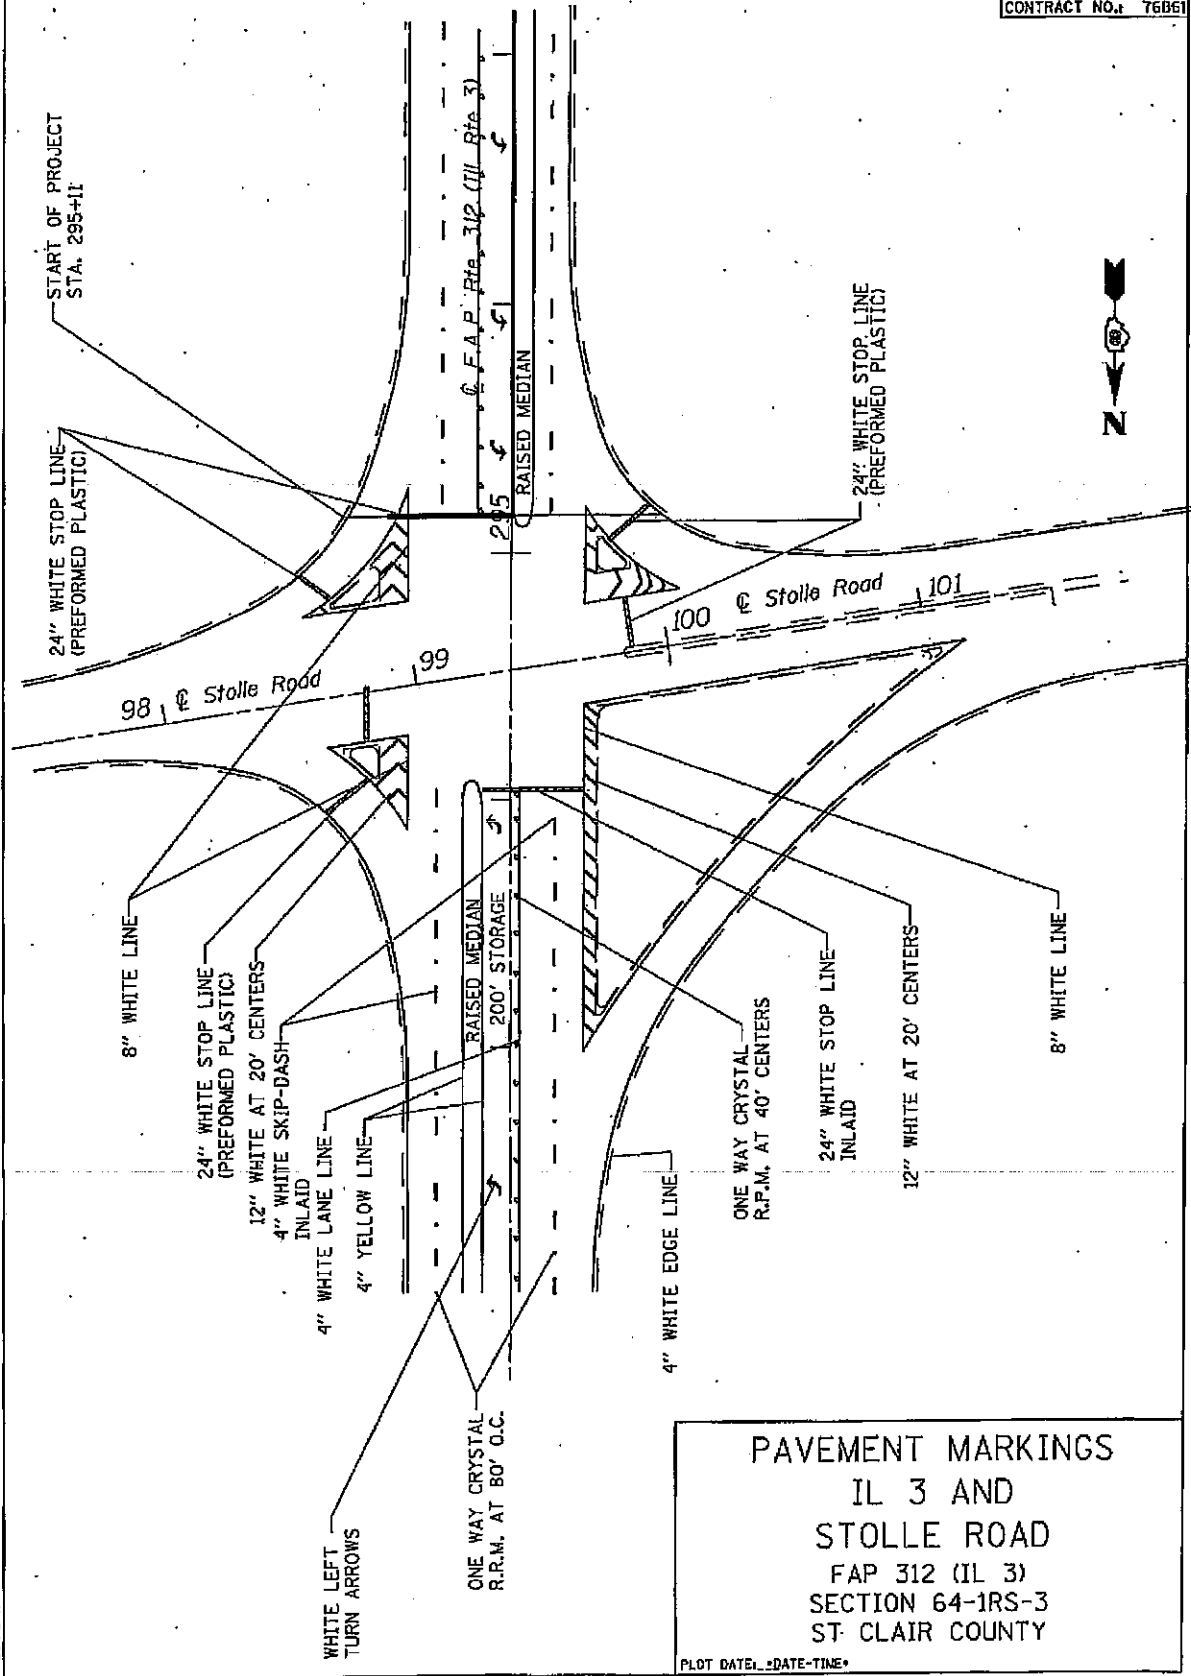 CONTRACT NO.: 76B61
START OF PROJECT
STA. 295+11
24" WHITE STOP LINE
(PREFORMED PLASTIC)
℄ F.A.P. Rte. 312 (Ill Rte 3)
RAISED MEDIAN
295
24" WHITE STOP LINE
(PREFORMED PLASTIC)
N
98
℄ Stolle Road
99
100
℄ Stolle Road
101
8" WHITE LINE
24" WHITE STOP LINE
(PREFORMED PLASTIC)
12" WHITE AT 20' CENTERS
4" WHITE SKIP-DASH
INLAID
4" WHITE LANE LINE
4" YELLOW LINE
RAISED MEDIAN
200' STORAGE
WHITE LEFT
TURN ARROWS
ONE WAY CRYSTAL
R.R.M. AT 80' O.C.
4" WHITE EDGE LINE
ONE WAY CRYSTAL
R.P.M. AT 40' CENTERS
24" WHITE STOP LINE
INLAID
12" WHITE AT 20' CENTERS
8" WHITE LINE
PAVEMENT MARKINGS
IL 3 AND
STOLLE ROAD
FAP 312 (IL 3)
SECTION 64-1RS-3
ST CLAIR COUNTY
PLOT DATE: =DATE-TIME=